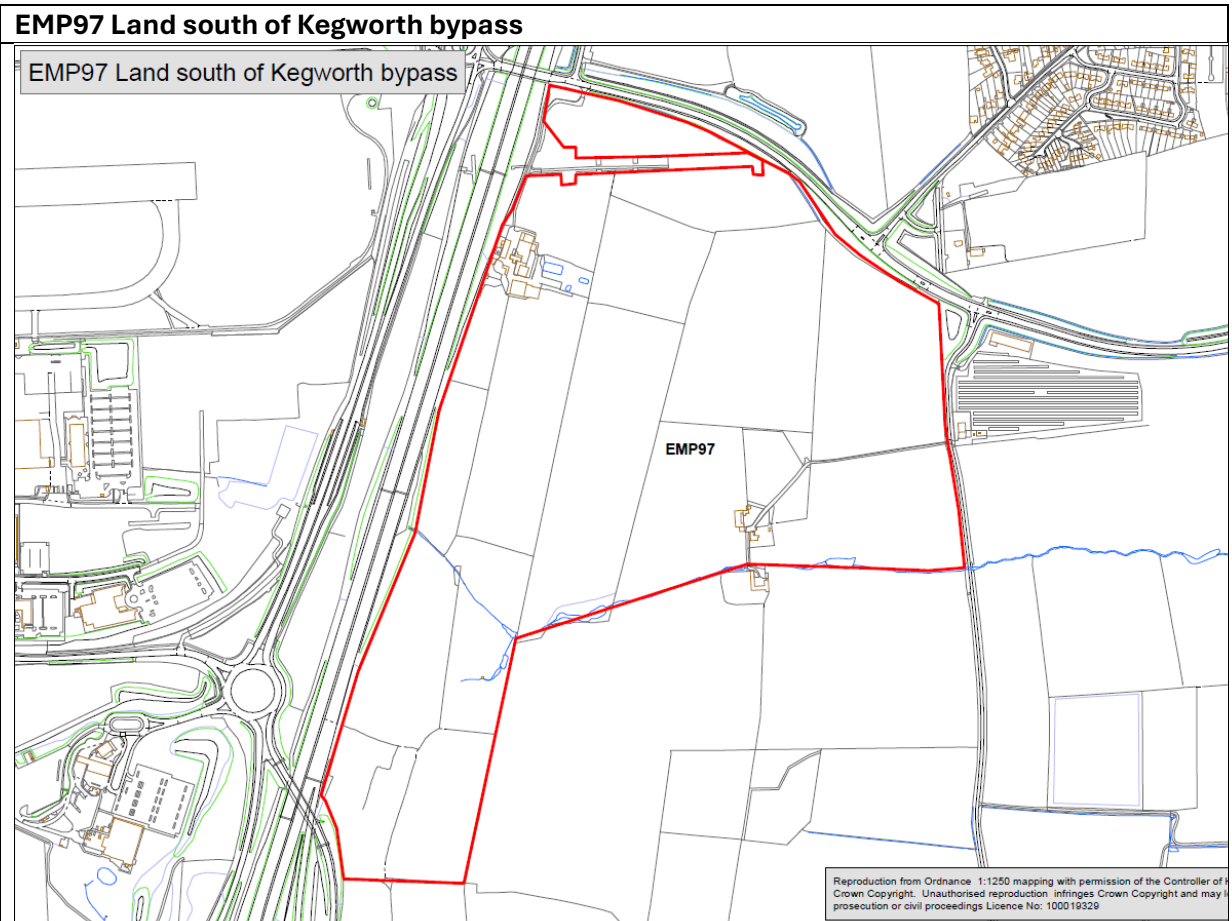 EMP97 Land south of Kegworth bypass
EMP97 Land south of Kegworth bypass
EMP97
Reproduction from Ordnance 1:1250 mapping with permission of the Controller of
Crown Copyright. Unauthorised reproduction infringes Crown Copyright and may
prosecution or civil proceedings Licence No: 100019329